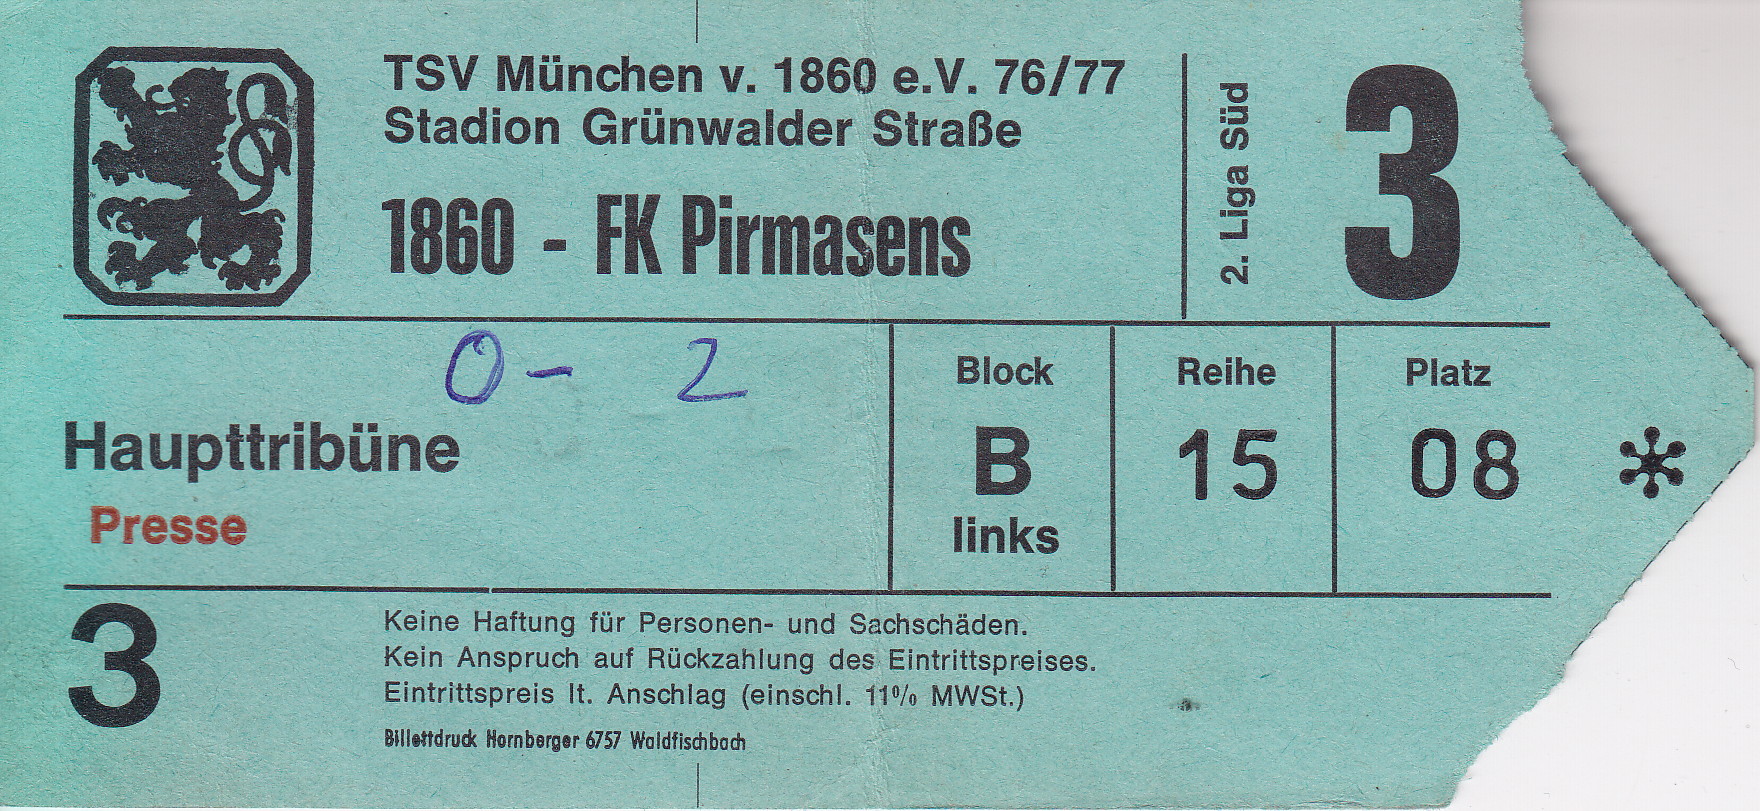 TSV München v. 1860 e.V. 76/77
Stadion Grünwalder Straße
1860 - FK Pirmasens
2. Liga Süd
3
0 - 2
Haupttribüne
Presse
Block
B
links
Reihe
15
Platz
08
*
3
Keine Haftung für Personen- und Sachschäden.
Kein Anspruch auf Rückzahlung des Eintrittspreises.
Eintrittspreis lt. Anschlag (einschl. 11% MWSt.)
Billettdruck Hornberger 6757 Waldfischbach